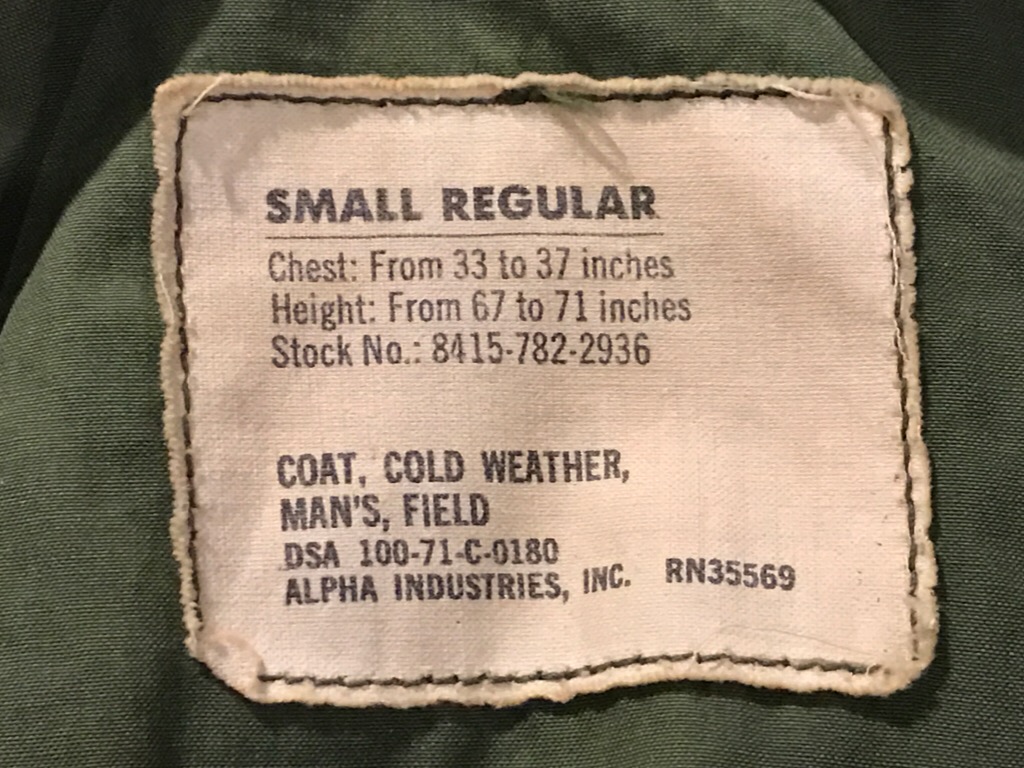 SMALL REGULAR
Chest: From 33 to 37 inches
Height: From 67 to 71 inches
Stock No.: 8415-782-2936
COAT, COLD WEATHER,
MAN'S, FIELD
DSA 100-71-C-0180
ALPHA INDUSTRIES, INC. RN35569